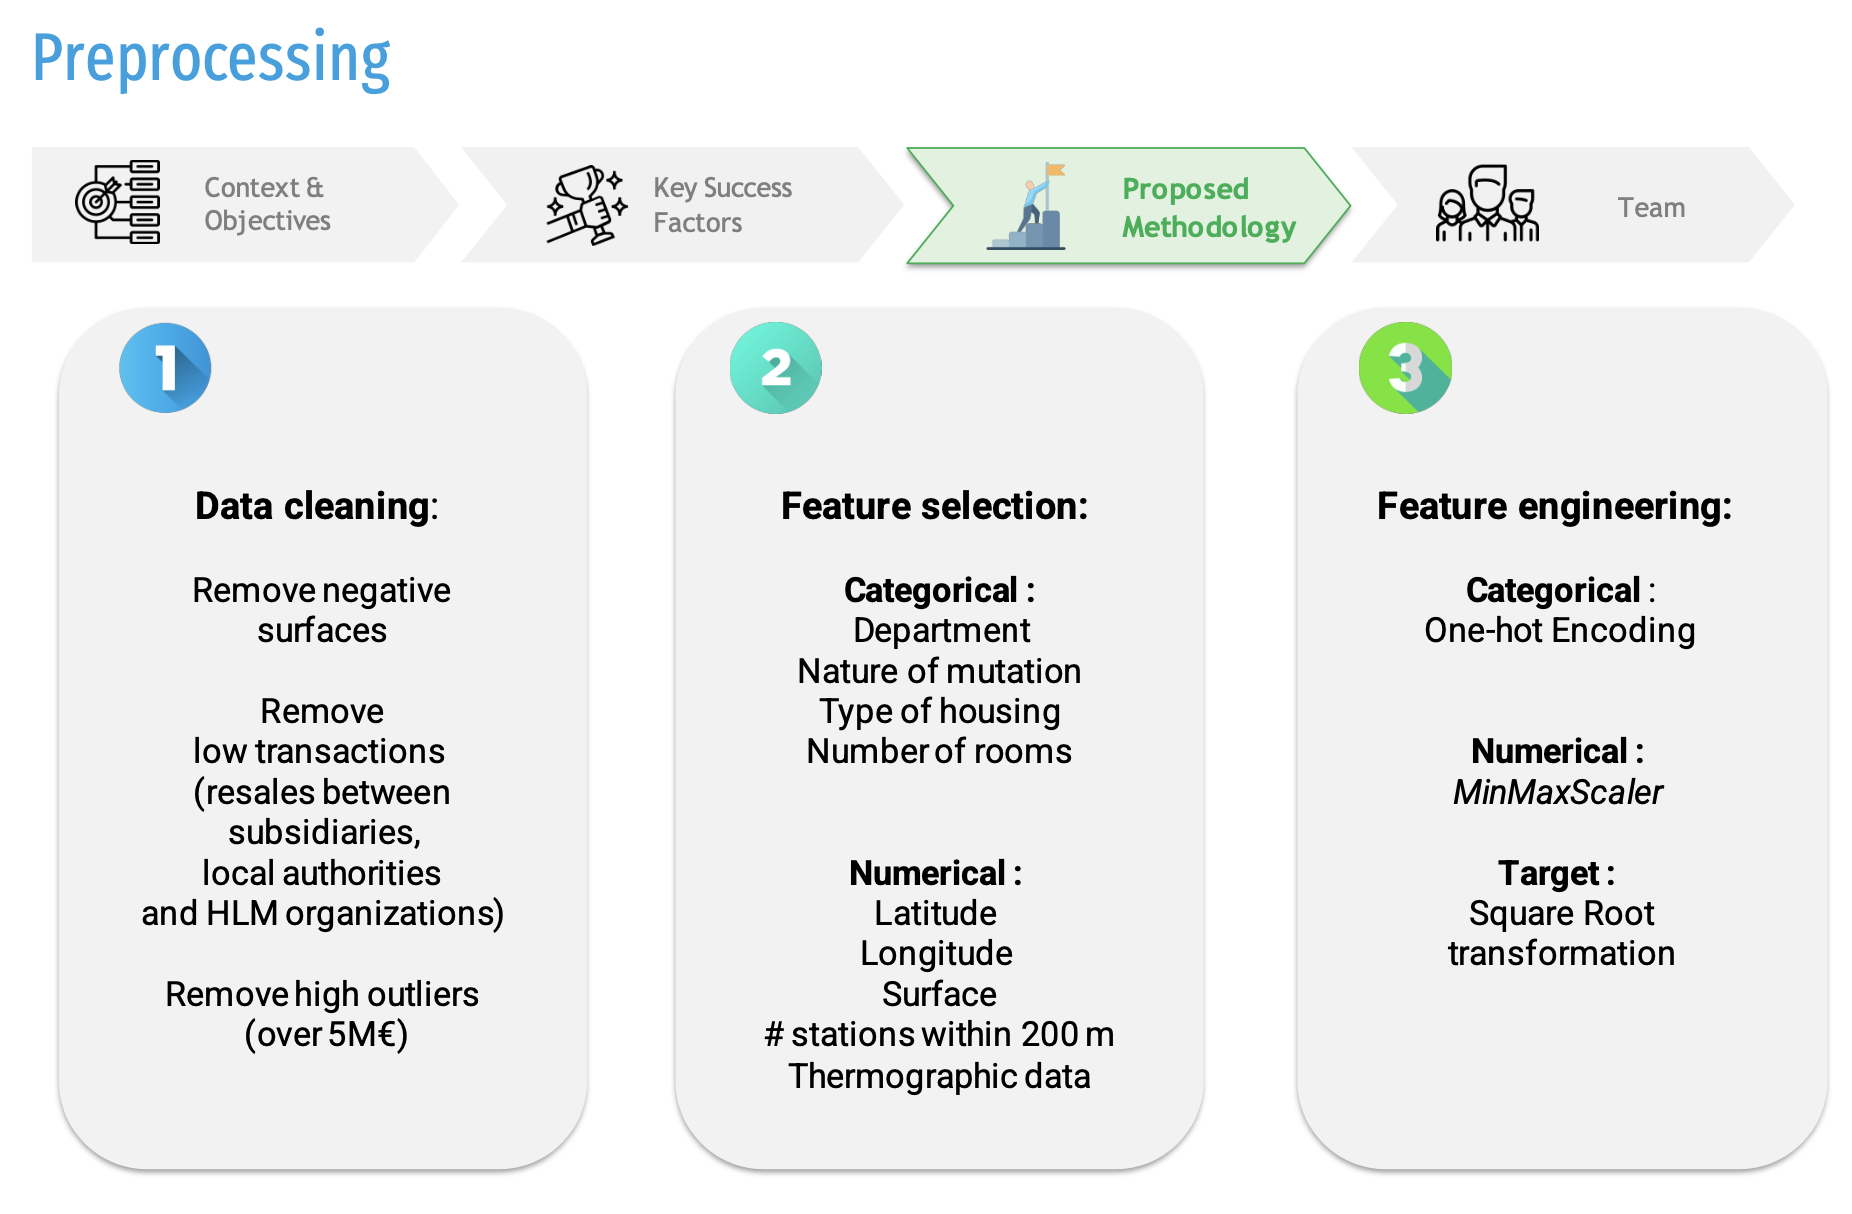 Preprocessing
Context &
Objectives
Key Success
Factors
Proposed
Methodology
Team
1
Data cleaning:
Remove negative
surfaces
Remove
low transactions
(resales between
subsidiaries,
local authorities
and HLM organizations)
Remove high outliers
(over 5M€)
2
Feature selection:
Categorical :
Department
Nature of mutation
Type of housing
Number of rooms
Numerical :
Latitude
Longitude
Surface
# stations within 200 m
Thermographic data
3
Feature engineering:
Categorical :
One-hot Encoding
Numerical :
MinMaxScaler
Target :
Square Root
transformation